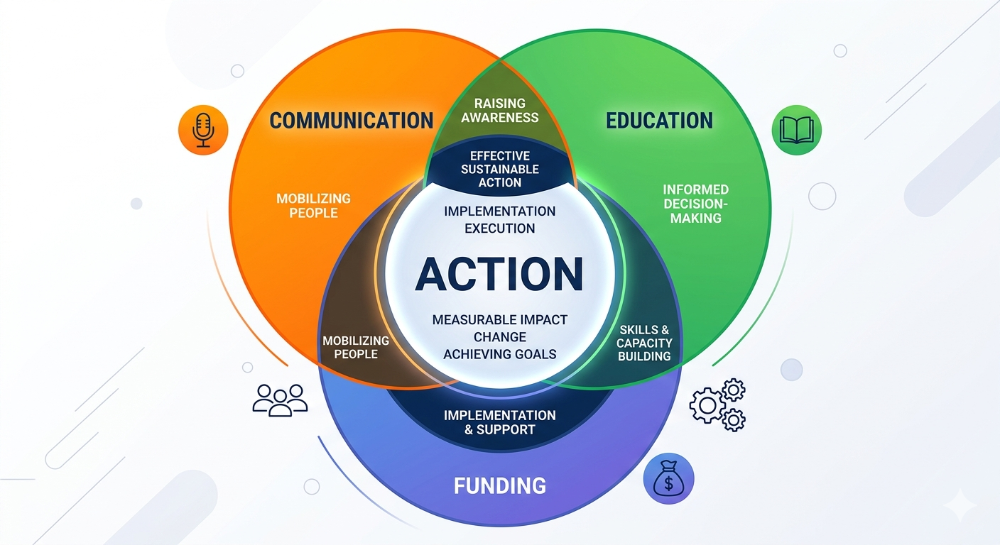 COMMUNICATION
EDUCATION
RAISING
AWARENESS
EFFECTIVE
SUSTAINABLE
ACTION
MOBILIZING
PEOPLE
INFORMED
DECISION-
MAKING
IMPLEMENTATION
EXECUTION
ACTION
MEASURABLE IMPACT
CHANGE
ACHIEVING GOALS
MOBILIZING
PEOPLE
SKILLS &
CAPACITY
BUILDING
IMPLEMENTATION
& SUPPORT
FUNDING
$